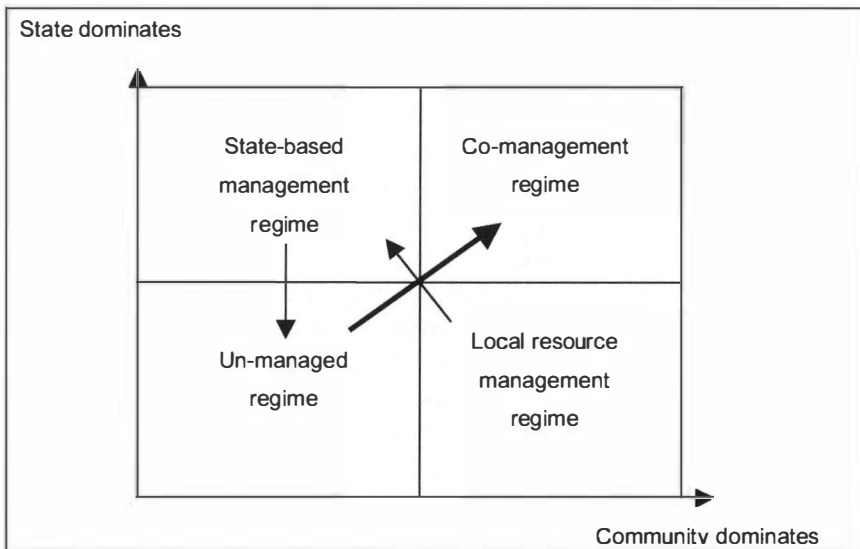 State dominates
State-based
management
regime
Co-management
regime
Un-managed
regime
Local resource
management
regime
Community dominates